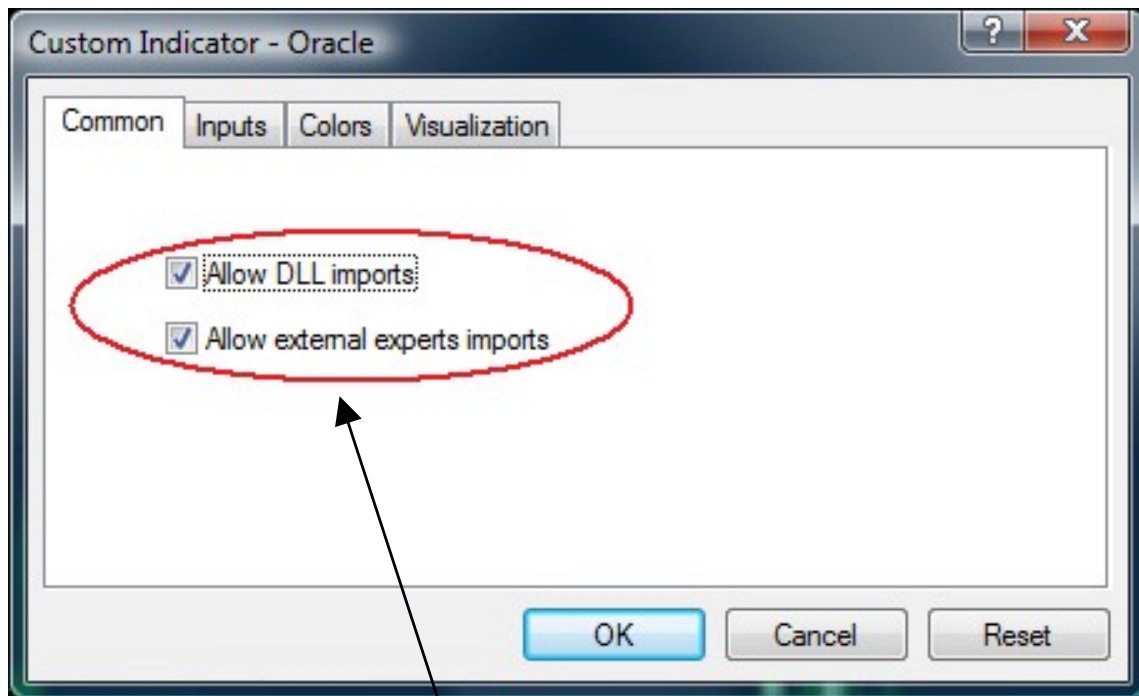 Custom Indicator - Oracle
? X
Common Inputs Colors Visualization
Allow DLL imports
Allow external experts imports
OK Cancel Reset